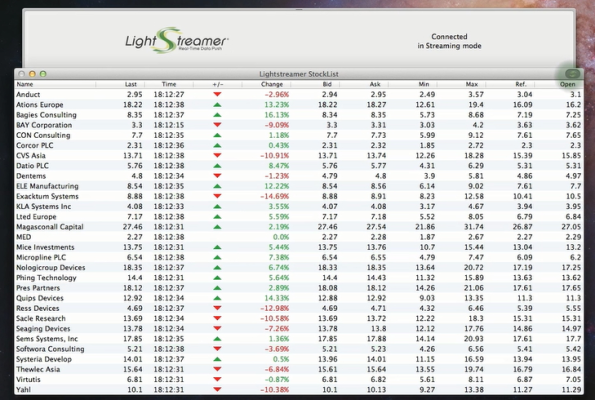 LightStreamer
Real-Time Data Push
Connected
in Streaming mode
Lightstreamer StockList
Name Last Time +/- Change Bid Ask Min Max Ref. Open
Anduct 2.95 18:12:27 -2.96% 2.94 2.95 2.49 3.57 3.04 3.1
Ations Europe 18.22 18:12:38 13.23% 18.22 18.27 12.61 19.4 16.09 16.2
Bagies Consulting 8.35 18:12:37 16.13% 8.34 8.35 5.73 8.68 7.19 7.25
BAY Corporation 3.3 18:12:15 -9.09% 3.3 3.31 3.03 4.2 3.63 3.62
CON Consulting 7.7 18:12:35 1.18% 7.7 7.73 5.99 9.12 7.61 7.65
Corcor PLC 2.31 18:12:36 0.43% 2.31 2.32 1.85 2.72 2.3 2.3
CVS Asia 13.71 18:12:38 -10.91% 13.71 13.74 12.26 18.28 15.39 15.85
Datio PLC 5.76 18:12:38 8.47% 5.76 5.77 4.31 6.29 5.31 5.31
Dentems 4.8 18:12:34 -1.23% 4.79 4.8 3.9 5.81 4.86 4.97
ELE Manufacturing 8.54 18:12:35 12.22% 8.54 8.56 6.14 9.02 7.61 7.7
Exacktum Systems 8.88 18:12:38 -14.69% 8.88 8.91 8.23 12.58 10.41 10.5
KLA Systems Inc 4.08 18:12:33 3.55% 4.07 4.08 3.17 4.67 3.94 3.95
Lted Europe 7.17 18:12:38 5.59% 7.17 7.18 5.52 8.05 6.79 6.84
Magasconall Capital 27.46 18:12:31 2.19% 27.46 27.54 21.86 31.74 26.87 27.05
MED 2.27 18:12:38 0.0% 2.27 2.28 1.87 2.67 2.27 2.29
Mice Investments 13.75 18:12:31 5.44% 13.75 13.76 10.7 15.44 13.04 13.2
Micropline PLC 6.54 18:12:38 7.38% 6.54 6.55 4.79 7.47 6.09 6.2
Nologicroup Devices 18.35 18:12:37 6.74% 18.33 18.35 13.64 20.72 17.19 17.25
Phing Technology 14.4 18:12:31 5.64% 14.4 14.43 11.32 15.89 13.63 13.62
Pres Partners 18.12 18:12:37 2.89% 18.08 18.12 14.26 21.06 17.61 17.65
Quips Devices 12.92 18:12:34 14.33% 12.88 12.92 9.03 13.35 11.3 11.3
Ress Devices 4.69 18:12:37 -12.98% 4.69 4.71 4.32 6.46 5.39 5.55
Sacle Research 13.69 18:12:34 -10.58% 13.69 13.72 12.22 18.3 15.31 15.31
Seaging Devices 13.78 18:12:34 -7.26% 13.78 13.8 12.12 17.76 14.86 14.97
Sems Systems, Inc 17.85 18:12:35 1.36% 17.85 17.88 14.14 20.93 17.61 17.7
Softwora Consulting 5.21 18:12:38 -3.69% 5.21 5.23 4.26 6.56 5.41 5.42
Systeria Develop 14.01 18:12:37 0.5% 13.96 14.01 11.15 16.59 13.94 13.95
Thewlec Asia 15.64 18:12:31 -6.84% 15.61 15.64 13.55 19.74 16.79 16.84
Virtutis 6.81 18:12:31 -0.87% 6.81 6.82 5.61 8.11 6.87 7.05
Yahl 10.1 18:12:31 -10.38% 10.1 10.13 9.27 13.38 11.27 11.29